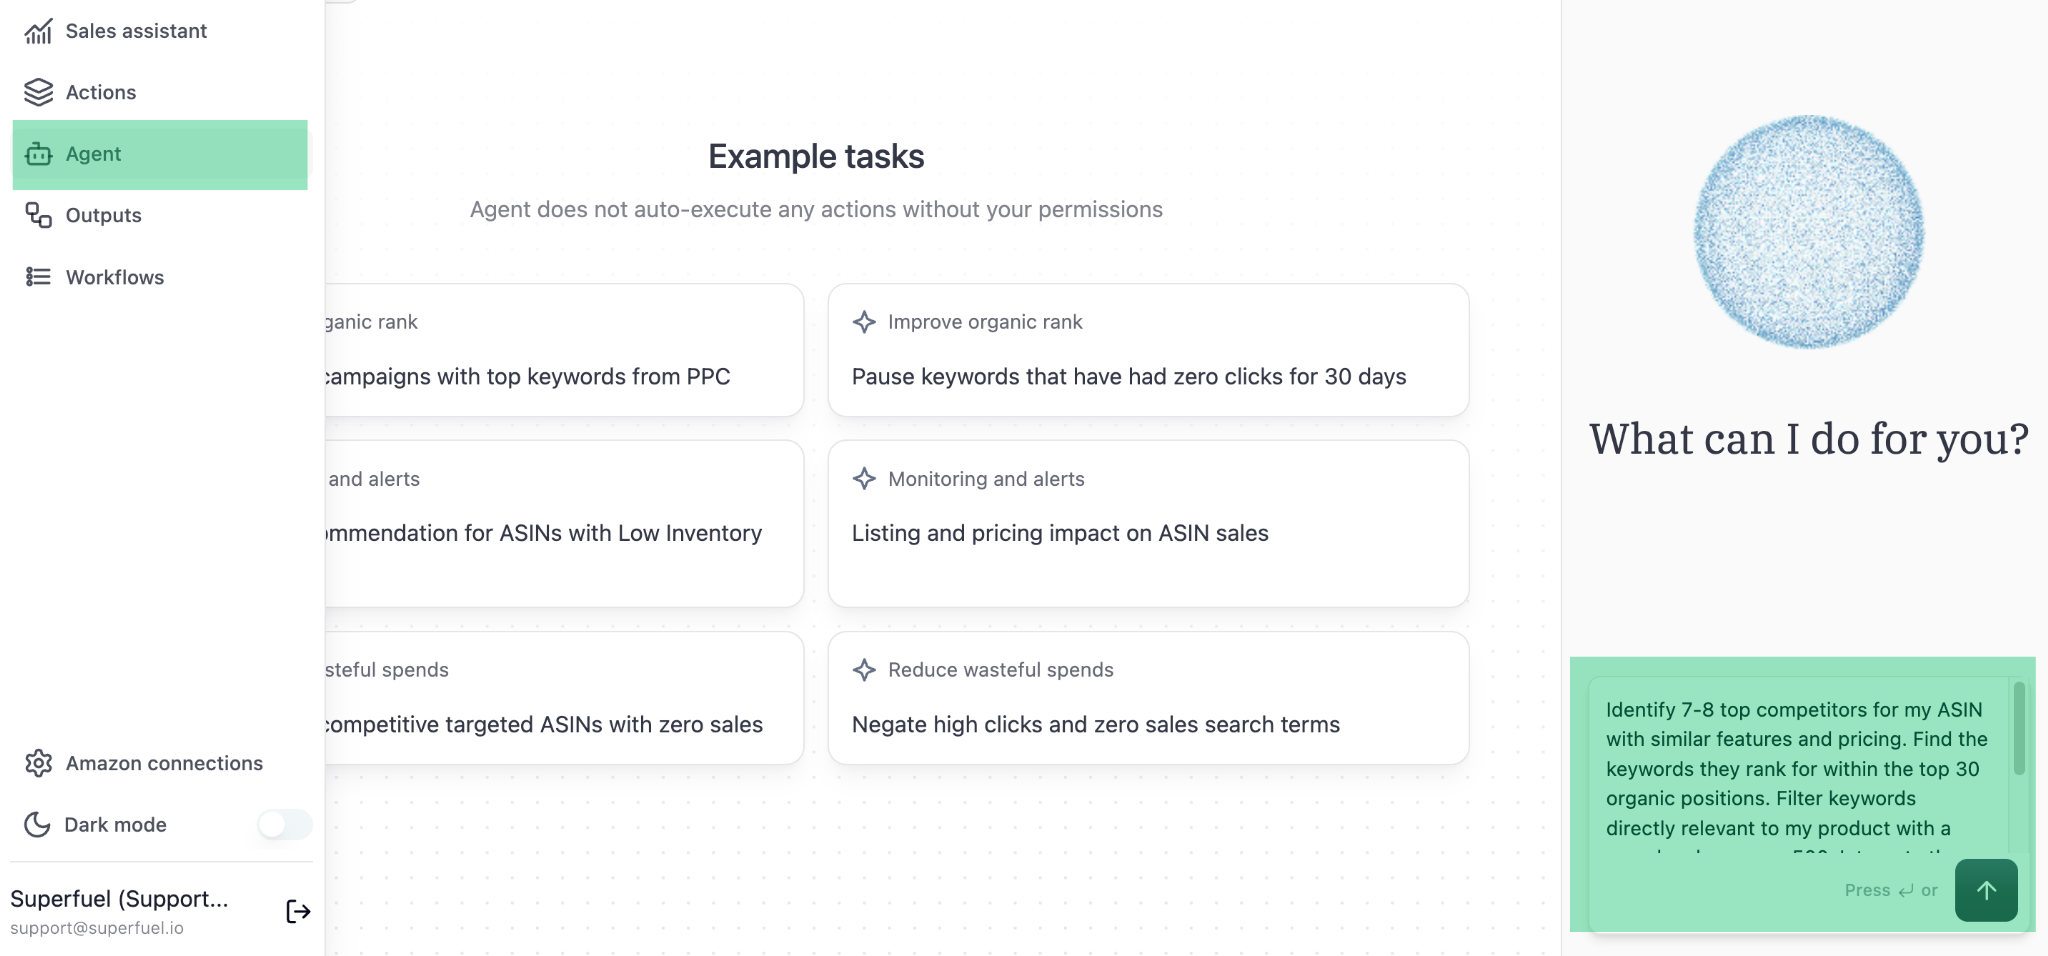 Sales assistant
Actions
Agent
Outputs
Workflows
Amazon connections
Dark mode
Superfuel (Support...
support@superfuel.io
Example tasks
Agent does not auto-execute any actions without your permissions
rank
campaigns with top keywords from PPC
Improve organic rank
Pause keywords that have had zero clicks for 30 days
and alerts
for ASINs with Low Inventory
Monitoring and alerts
Listing and pricing impact on ASIN sales
spends
competitive targeted ASINs with zero sales
Reduce wasteful spends
Negate high clicks and zero sales search terms
What can I do for you?
Identify 7-8 top competitors for my ASIN
with similar features and pricing. Find the
keywords they rank for within the top 30
organic positions. Filter keywords
directly relevant to my product with a
Press ↵ or